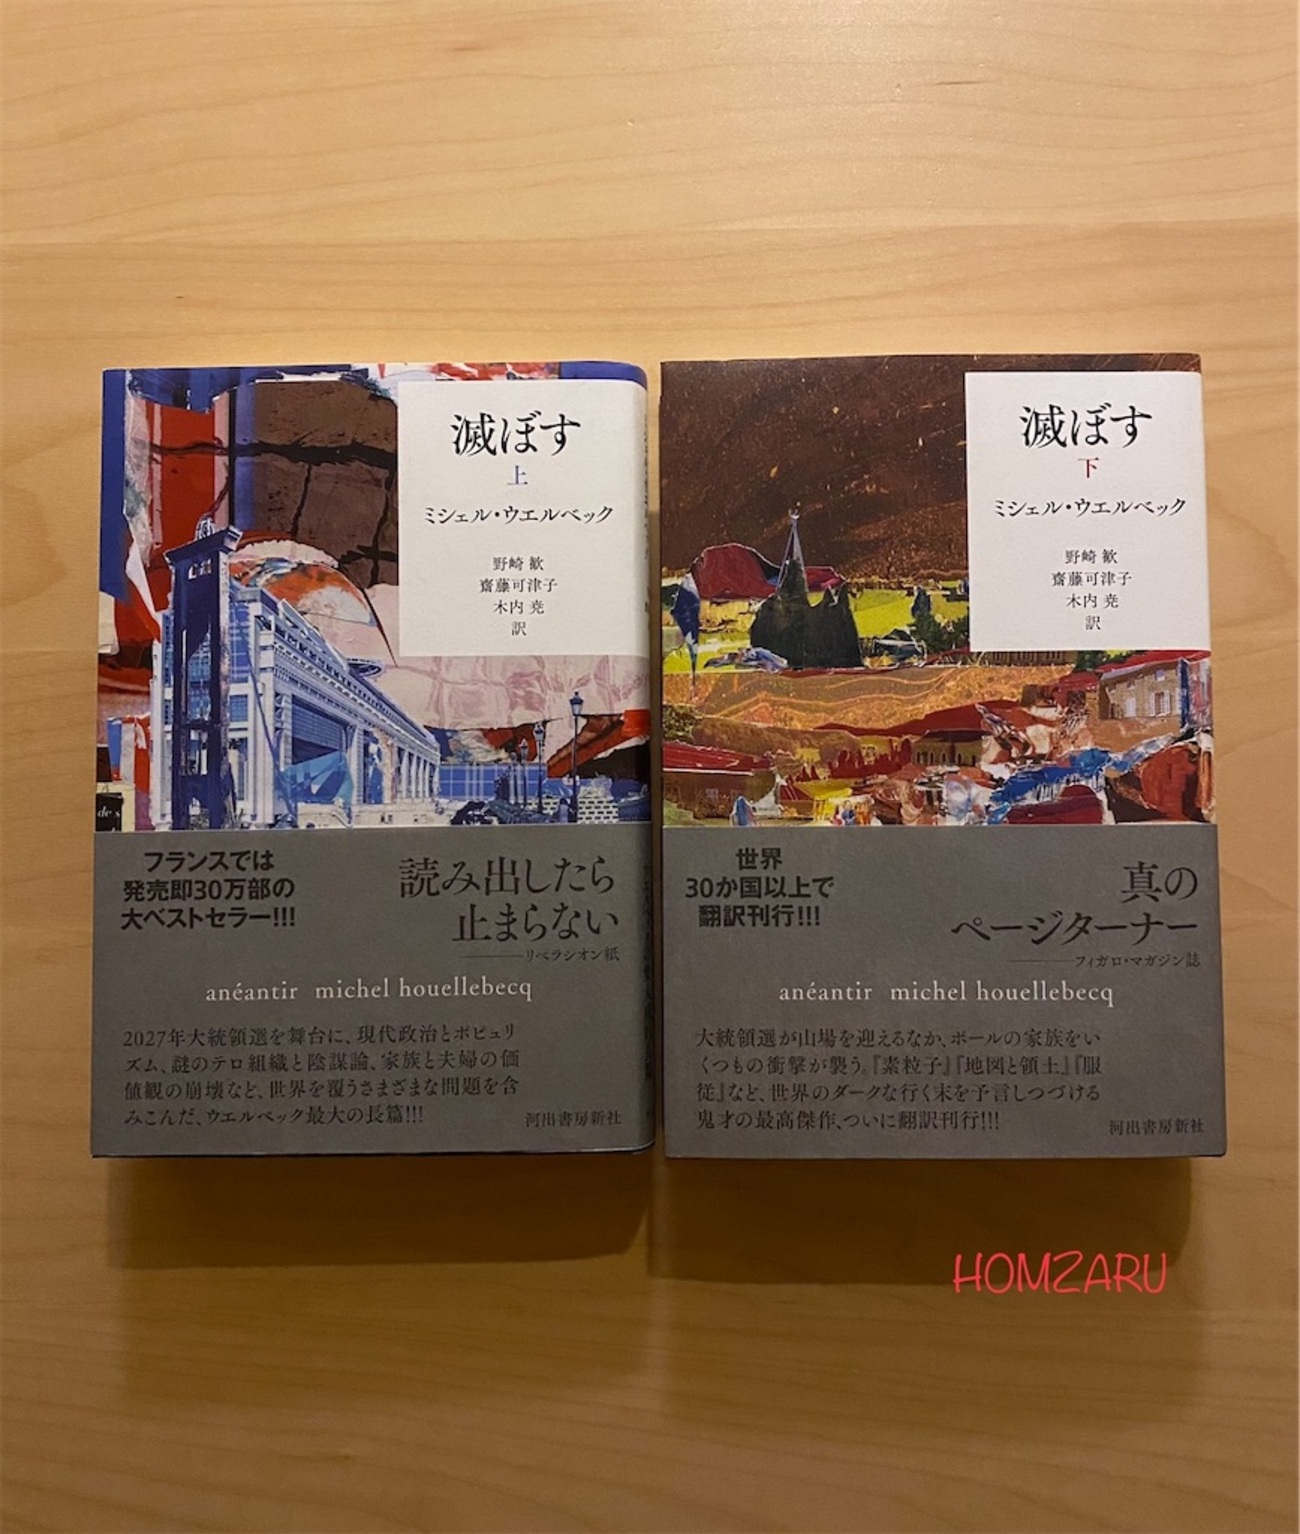 滅ぼす
上
ミシェル・ウエルベック
野崎 歓
齋藤可津子
木内 尭
訳
de s
フランスでは
発売即30万部の
大ベストセラー!!!
読み出したら
止まらない
——リベラシオン紙
anéantir michel houellebecq
2027年大統領選を舞台に、現代政治とポピュリ
ズム、謎のテロ組織と陰謀論、家族と夫婦の価
値観の崩壊など、世界を覆うさまざまな問題を含
みこんだ、ウエルベック最大の長篇!!!
河出書房新社
滅ぼす
下
ミシェル・ウエルベック
野崎 歓
齋藤可津子
木内 尭
訳
世界
30か国以上で
翻訳刊行!!!
真の
ページターナー
——フィガロ・マガジン誌
anéantir michel houellebecq
大統領選が山場を迎えるなか、ポールの家族をい
くつもの衝撃が襲う。『素粒子』『地図と領土』『服
従』など、世界のダークな行く末を予言しつづける
鬼才の最高傑作、ついに翻訳刊行!!!
河出書房新社
HOMZARU